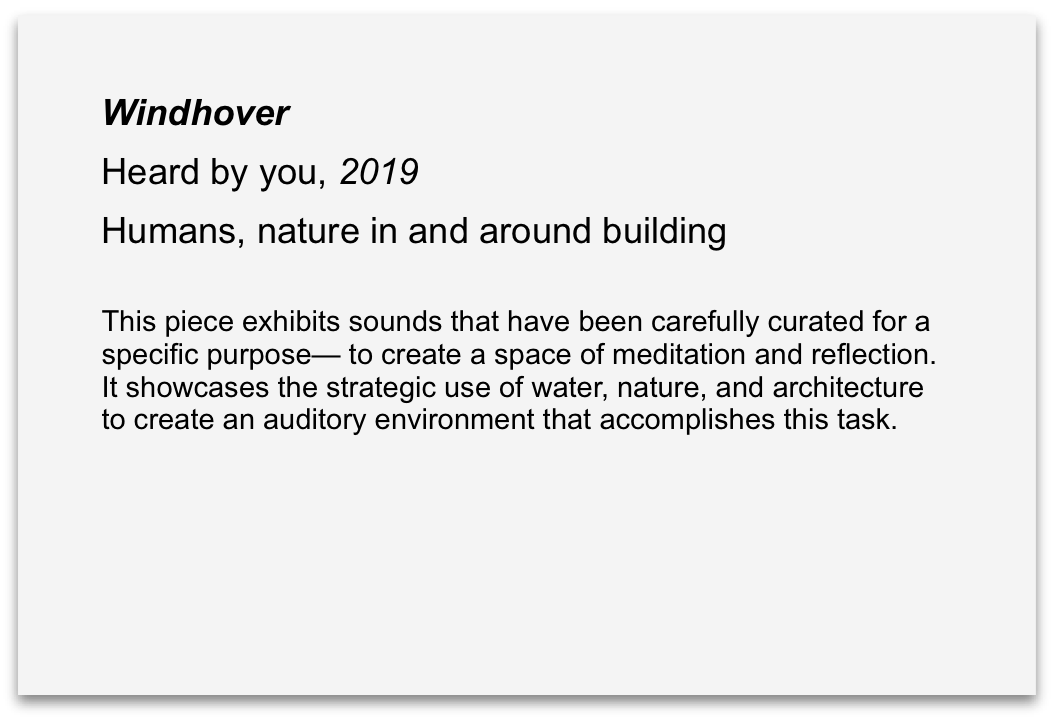 Windhover
Heard by you, 2019
Humans, nature in and around building
This piece exhibits sounds that have been carefully curated for a
specific purpose— to create a space of meditation and reflection.
It showcases the strategic use of water, nature, and architecture
to create an auditory environment that accomplishes this task.